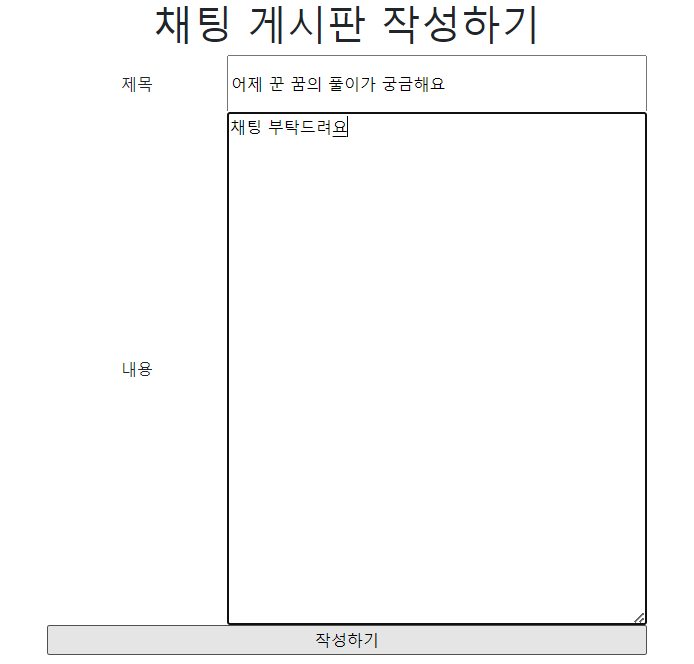 채팅 게시판 작성하기
제목
어제 꾼 꿈의 풀이가 궁금해요
채팅 부탁드려요
내용
작성하기